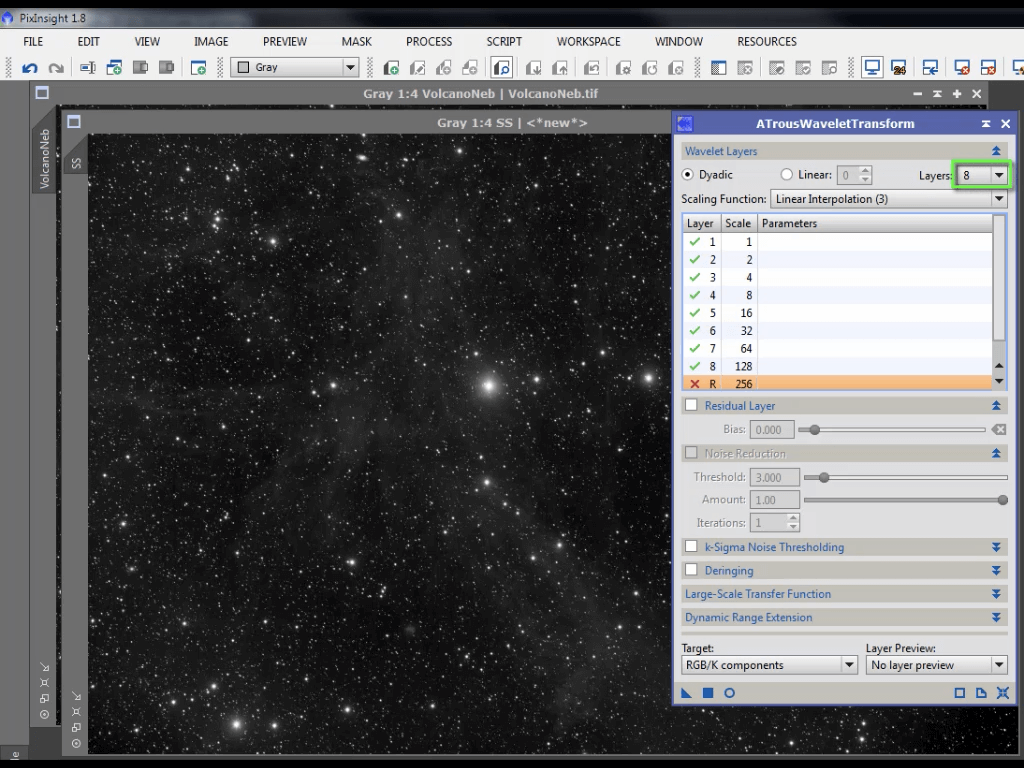 PixInsight 1.8
FILE EDIT VIEW IMAGE PREVIEW MASK PROCESS SCRIPT WORKSPACE WINDOW RESOURCES
Gray
24
Gray 1:4 VolcanoNeb | VolcanoNeb.tif
VolcanoNeb
Gray 1:4 SS | <*new*>
SS
ATrousWaveletTransform
Wavelet Layers
Dyadic Linear: 0 Layers: 8
Scaling Function: Linear Interpolation (3)
Layer Scale Parameters
1 1
2 2
3 4
4 8
5 16
6 32
7 64
8 128
R 256
Residual Layer
Bias: 0.000
Noise Reduction
Threshold: 3.000
Amount: 1.00
Iterations: 1
k-Sigma Noise Thresholding
Deringing
Large-Scale Transfer Function
Dynamic Range Extension
Target: Layer Preview:
RGB/K components No layer preview